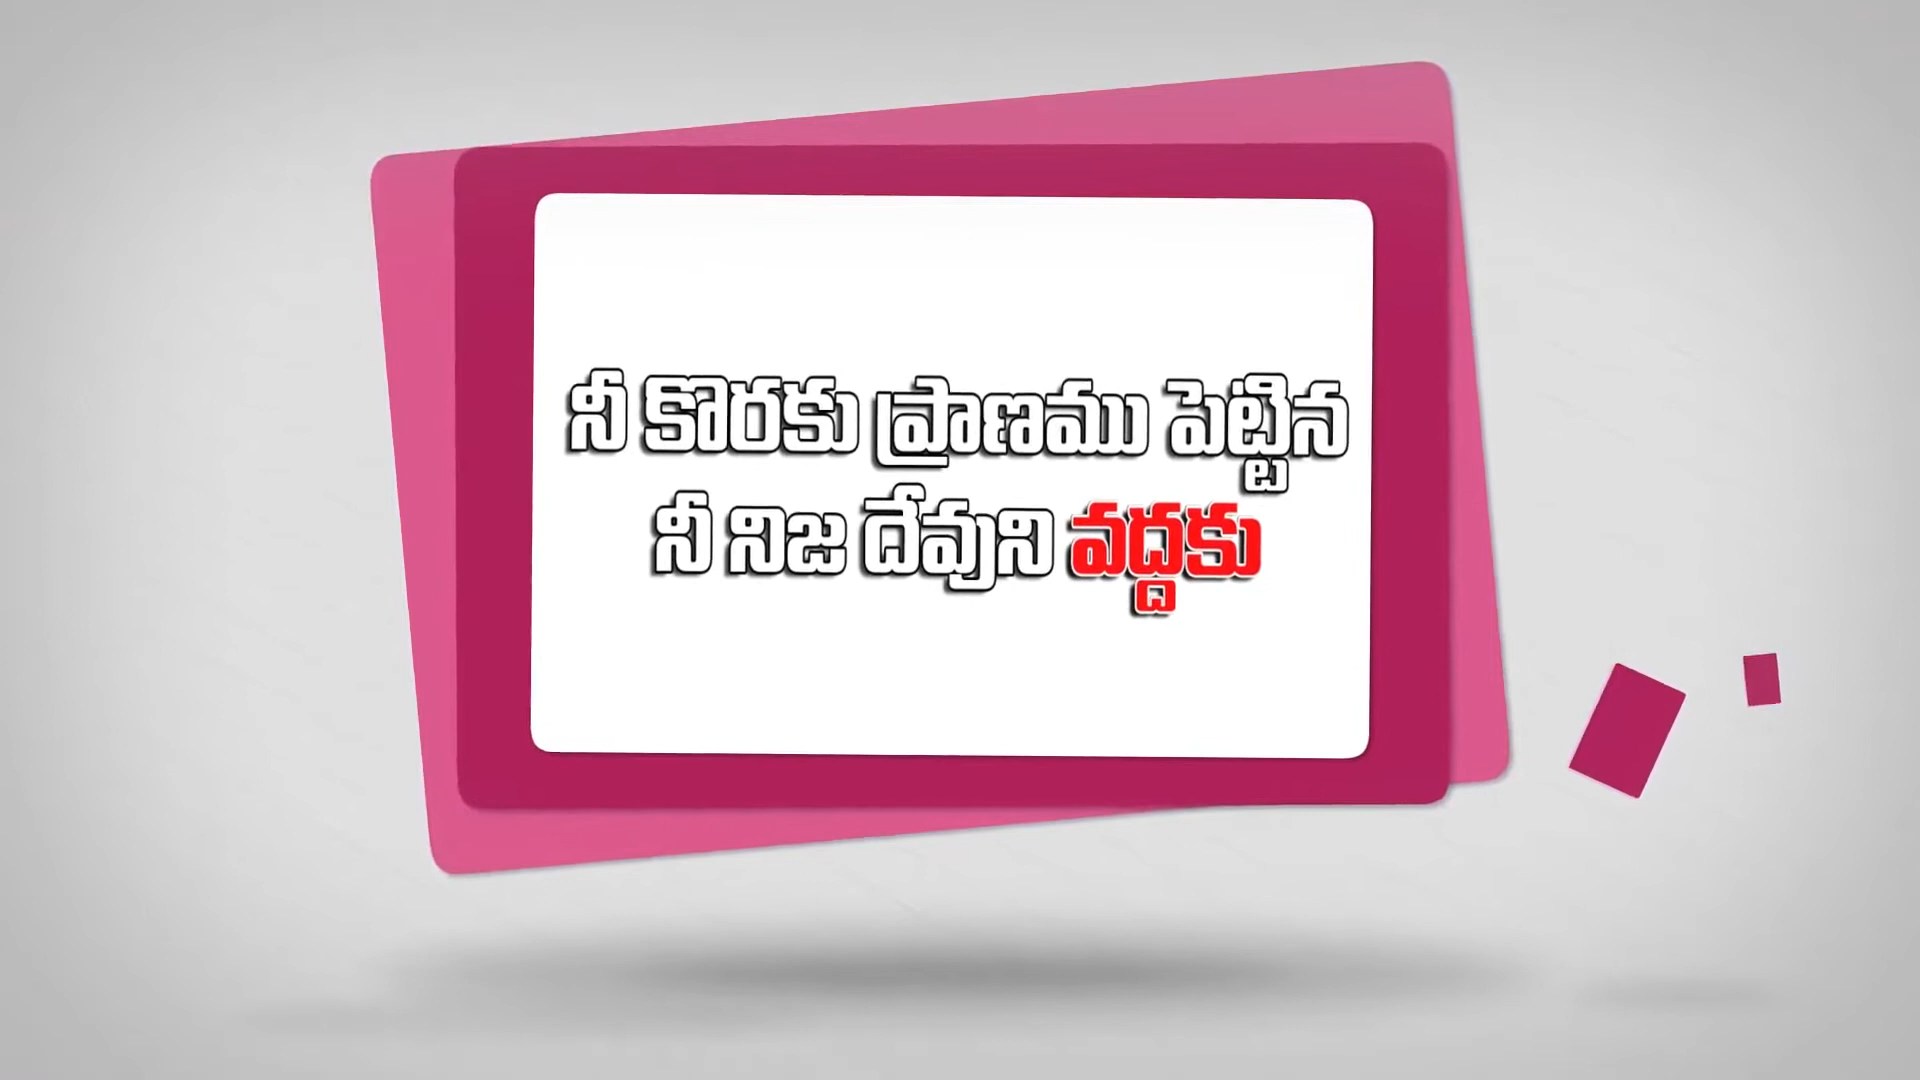 నీ కొరకు ప్రాణము పెట్టిన
నీ నిజ దేవుని వద్దకు